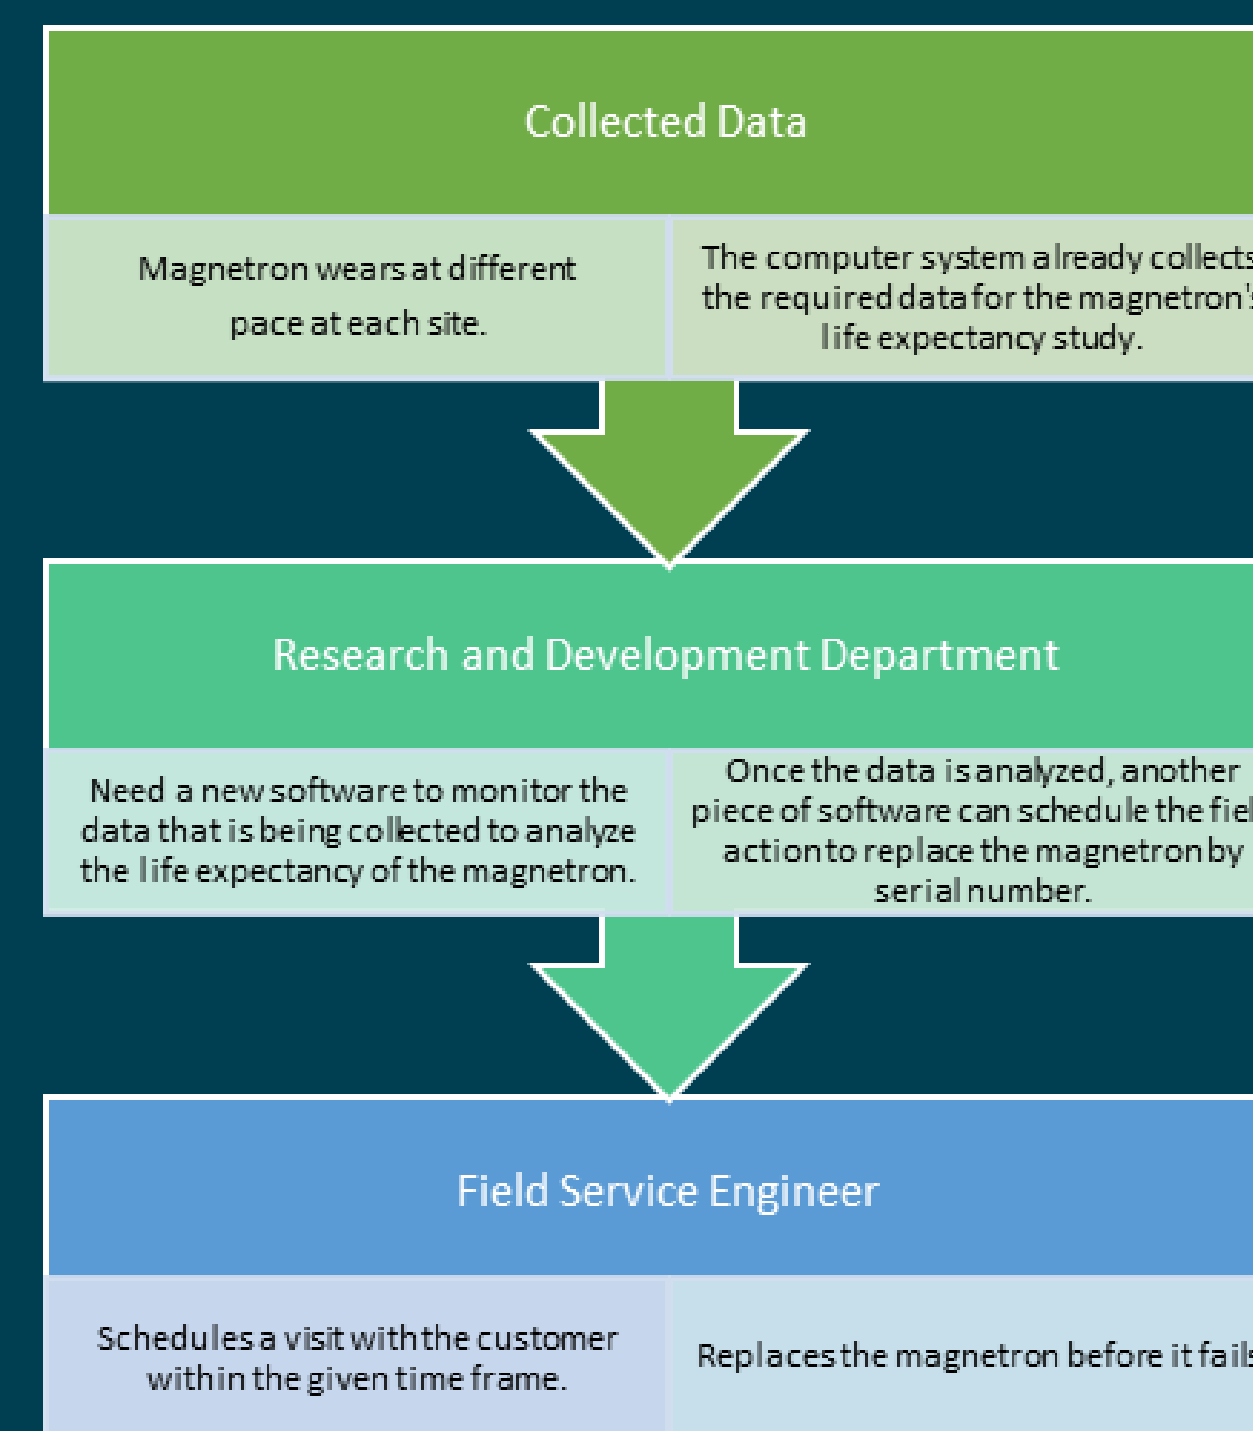 Collected Data
Magnetron wears at different
pace at each site.
The computer system already collects
the required data for the magnetron's
life expectancy study.
Research and Development Department
Need a new software to monitor the
data that is being collected to analyze
the life expectancy of the magnetron.
Once the data is analyzed, another
piece of software can schedule the
action to replace the magnetron by
serial number.
Field Service Engineer
Schedules a visit with the customer
within the given time frame.
Replaces the magnetron before it fails